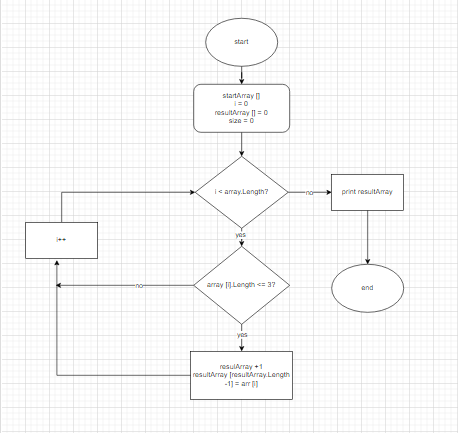 start
startArray []
i = 0
resultArray [] = 0
size = 0
i < array.Length?
no
print resultArray
yes
i++
array [i].Length <= 3?
no
end
yes
resulArray +1
resultArray [resultArray.Length
-1] = arr [i]